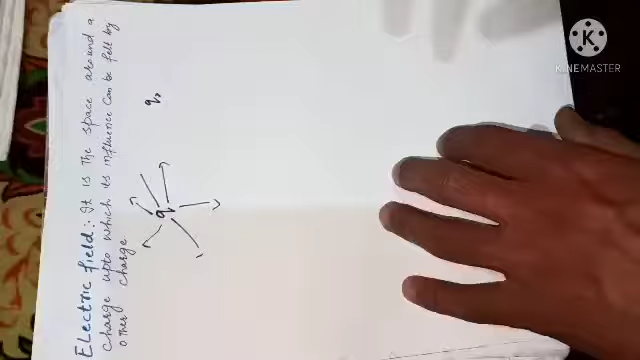 Electric field:- It is the space around a
charge upto which its influence can be felt by
other charge
q
q₀
K
KINEMASTER